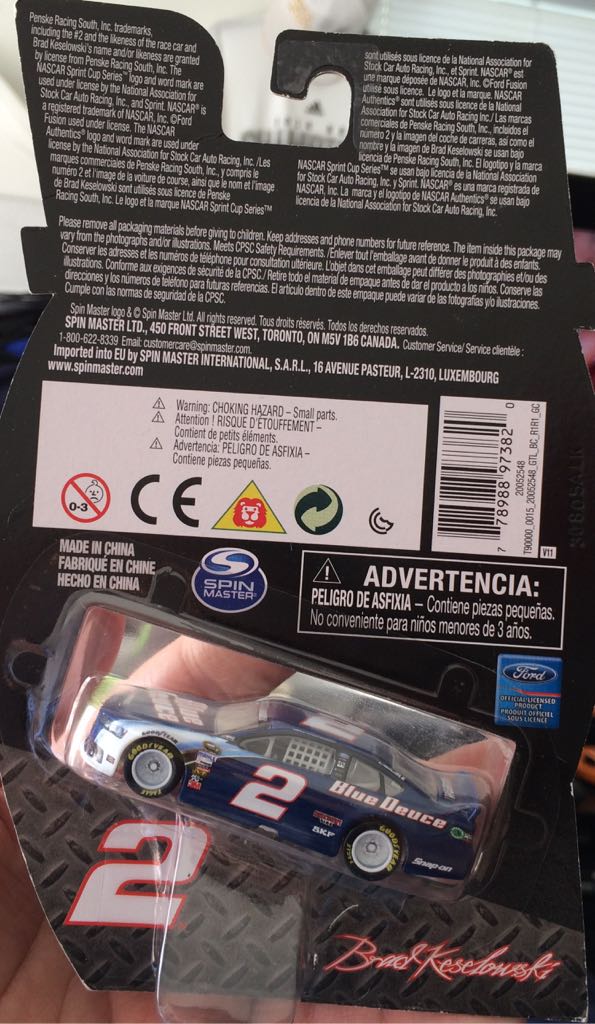 Penske Racing South, Inc. trademarks,
including the #2 and the likeness of the race car and
Brad Keselowski's name and/or likeness are granted
by license from Penske Racing South, Inc. The
NASCAR Sprint Cup Series™ logo and word mark are
used under license by the National Association for
Stock Car Auto Racing, Inc., and Sprint. NASCAR® is
a registered trademark of NASCAR, Inc. ©Ford
Fusion used under license. The NASCAR
Authentics® logo and word mark are used under
license by the National Association for Stock Car Auto Racing, Inc. /Les
marques commerciales de Penske Racing South, Inc., y compris le
numéro 2 et l'image de la voiture de course, ainsi que le nom et l'image
de Brad Keselowski sont utilisés sous licence de Penske
Racing South, Inc. Le logo et la marque NASCAR Sprint Cup Series™
sont utilisés sous licence de la National Association for
Stock Car Auto Racing, Inc., et Sprint. NASCAR® est
une marque déposée de NASCAR, Inc. ©Ford Fusion
utilisé sous licence. Le logo et la marque. NASCAR
Authentics® sont utilisés sous licence de la National
Association for Stock Car Auto Racing, Inc./ Las marcas
comerciales de Penske Racing South, Inc., incluidos el
número 2 y la imagen del coche de carreras, así como el
nombre y la imagen de Brad Keselowski se usan bajo
licencia de Penske Racing South, Inc. El logotipo y la marca
NASCAR Sprint Cup Series™ se usan bajo licencia de la National Association
for Stock Car Auto Racing, Inc. y Sprint. NASCAR® es una marca registrada de
NASCAR, Inc. La marca y el logotipo de NASCAR Authentics® se usan bajo
licencia de la National Association for Stock Car Auto Racing, Inc.
Please remove all packaging materials before giving to children. Keep addresses and phone numbers for future reference. The item inside this package may
vary from the photographs and/or illustrations. Meets CPSC Safety Requirements. /Enlever tout l'emballage avant de donner le produit à des enfants.
Conserver les adresses et les numéros de téléphone pour consultation ultérieure. L'objet dans cet emballage peut différer des photographies et/ou des
illustrations. Conforme aux exigences de sécurité de la CPSC./ Retire todo el material de empaque antes de dar el producto a los niños. Conserve las
direcciones y los números de teléfono para futuras referencias. El artículo dentro de este empaque puede variar de las fotografías y/o ilustraciones.
Cumple con las normas de seguridad de la CPSC.
Spin Master logo & © Spin Master Ltd. All rights reserved. Tous droits réservés. Todos los derechos reservados.
SPIN MASTER LTD., 450 FRONT STREET WEST, TORONTO, ON M5V 1B6 CANADA. Customer Service/ Service clientèle :
1-800-622-8339 Email: customercare@spinmaster.com.
Imported into EU by SPIN MASTER INTERNATIONAL, S.A.R.L., 16 AVENUE PASTEUR, L-2310, LUXEMBOURG
www.spinmaster.com
Warning: CHOKING HAZARD – Small parts.
Attention ! RISQUE D'ÉTOUFFEMENT –
Contient de petits éléments.
Advertencia: PELIGRO DE ASFIXIA –
Contiene piezas pequeñas.
0-3
CE
7 78988 97382 0
20052548
T90000_0015_20052548_GTL_BC_R1R1_GC
V11
MADE IN CHINA
FABRIQUÉ EN CHINE
HECHO EN CHINA
SPIN
MASTER™
ADVERTENCIA:
PELIGRO DE ASFIXIA – Contiene piezas pequeñas.
No conveniente para niños menores de 3 años.
Ford
OFFICIAL LICENSED
PRODUCT
PRODUIT OFFICIEL
SOUS LICENCE
GOODYEAR
GOODYEAR
EAGLE
2
Blue Deuce
SKF
Snap-on
GOODYEAR
EAGLE
2
Brad Keselowski